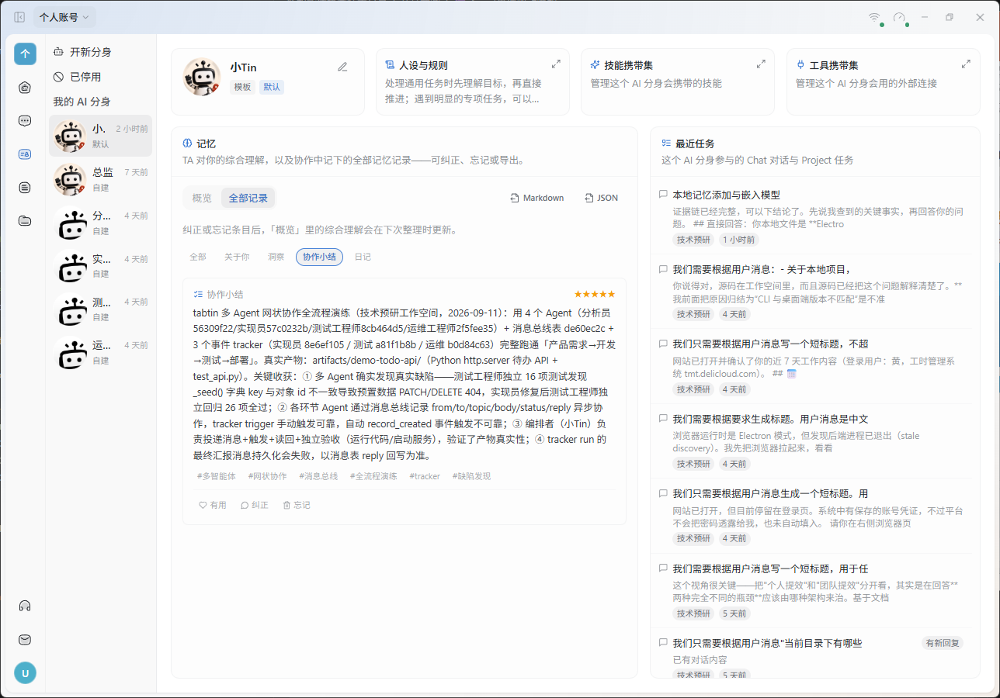 个人账号
开新分身
已停用
我的 AI 分身
小.
2 小时前
默认
总监
7 天前
自建
分...
4 天前
自建
实...
4 天前
自建
测...
4 天前
自建
运...
4 天前
自建
U
小Tin
模板
默认
人设与规则
处理通用任务时先理解目标，再直接
推进；遇到明显的专项任务，可以...
技能携带集
管理这个 AI 分身会携带的技能
工具携带集
管理这个 AI 分身会用的外部连接
记忆
TA 对你的综合理解，以及协作中记下的全部记忆记录——可纠正、忘记或导出。
概览
全部记录
Markdown
JSON
纠正或忘记条目后，「概览」里的综合理解会在下次整理时更新。
全部
关于你
洞察
协作小结
日记
协作小结
★★★★★
tabtin 多 Agent 网状协作全流程演练（技术预研工作空间，2026-09-11）：用 4 个 Agent（分析员
56309f22/实现员57c0232b/测试工程师8cb464d5/运维工程师2f5fee35）+ 消息总线表 de60ec2c +
3 个事件 tracker（实现员 8e6ef105 / 测试 a81f1b8b / 运维 b0d84c63）完整跑通「产品需求→开发
→测试→部署」。真实产物：artifacts/demo-todo-api/（Python http.server 待办 API +
test_api.py）。关键收获：① 多 Agent 确实发现真实缺陷——测试工程师独立 16 项测试发现
_seed() 字典 key 与对象 id 不一致导致预置数据 PATCH/DELETE 404，实现员修复后测试工程师独
立回归 26 项全过；② 各环节 Agent 通过消息总线记录 from/to/topic/body/status/reply 异步协
作，tracker trigger 手动触发可靠，自动 record_created 事件触发不可靠；③ 编排者（小Tin）负
责投递消息+触发+读回+独立验收（运行代码/启动服务），验证了产物真实性；④ tracker run 的
最终汇报消息持久化会失败，以消息表 reply 回写为准。
#多智能体 #网状协作 #消息总线 #全流程演练 #tracker #缺陷发现
有用
纠正
忘记
最近任务
这个 AI 分身参与的 Chat 对话与 Project 任务
本地记忆添加与嵌入模型
证据链已经完整，可以下结论了。先说我查到的关键事实，再回答你的问
题。 ## 直接回答：你本地文件是 **Electro
技术预研
1 小时前
我们需要根据用户消息：- 关于本地项目，
你说得对，源码在工作空间里，而且源码已经把这个问题解释清楚了。**
我前面把原因归结为“CLI 与桌面端版本不匹配”是不准
技术预研
4 天前
我们只需要根据用户消息写一个短标题，不超
网站已打开并确认了你的近 7 天工作内容（登录用户：黄，工时管理系
统 tmt.delicloud.com）。 ##
技术预研
4 天前
我们需要根据要求生成标题。用户消息是中文
浏览器运行时是 Electron 模式，但发现后端进程已退出（stale
discovery）。我先把浏览器拉起来，看看
技术预研
4 天前
我们只需要根据用户消息生成一个短标题。用
网站已打开，但目前停留在登录页。系统中有保存的账号凭证，不过平台
不会把密码透露给我，也未自动填入。 请你在右侧浏览器页
技术预研
4 天前
我们需要根据用户消息写一个短标题，用于任
这个视角很关键——把"个人提效"和"团队提效"分开看，其实是在回答**
两种完全不同的瓶颈**应该由哪种架构来治。基于文档
技术预研
5 天前
我们只需要根据用户消息"当前目录下有哪些
有新回复
已有对话内容
技术预研
5 天前